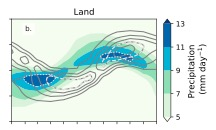 Land
b.
13
11
9
7
5
Precipitation
(mm day⁻¹)